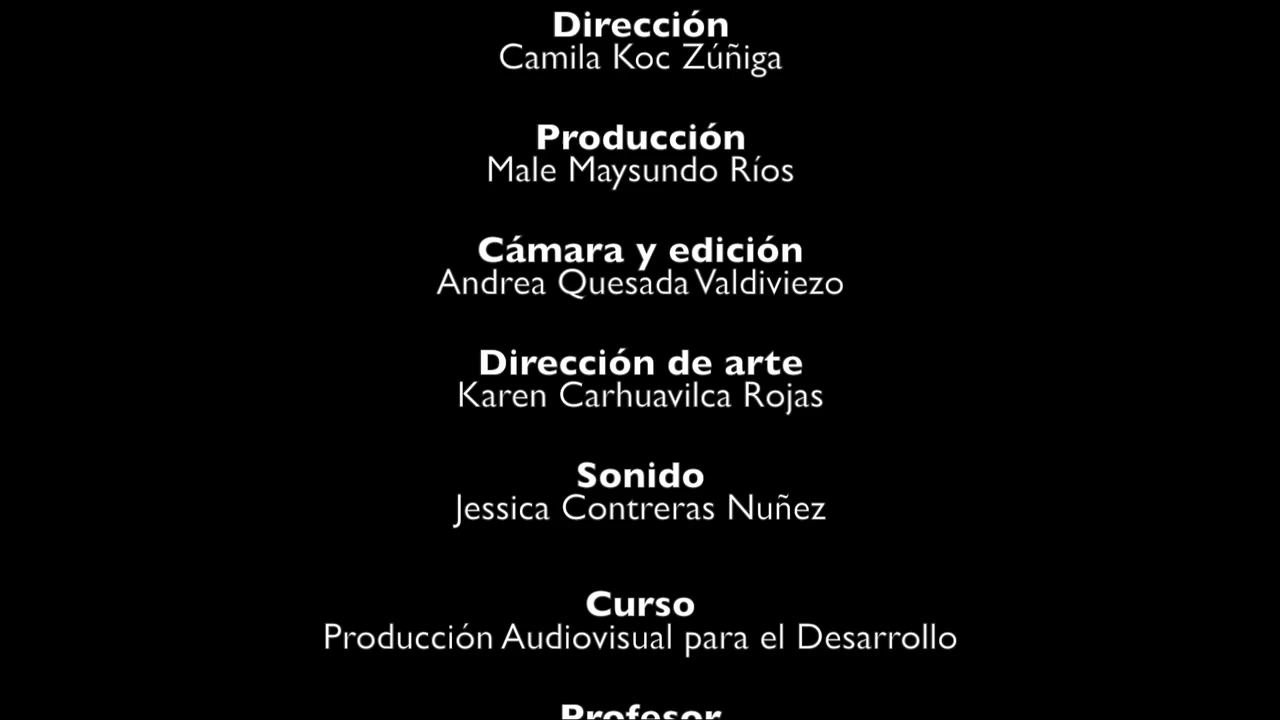 Dirección
Camila Koc Zúñiga
Producción
Male Maysundo Ríos
Cámara y edición
Andrea Quesada Valdiviezo
Dirección de arte
Karen Carhuavilca Rojas
Sonido
Jessica Contreras Nuñez
Curso
Producción Audiovisual para el Desarrollo
Profesor